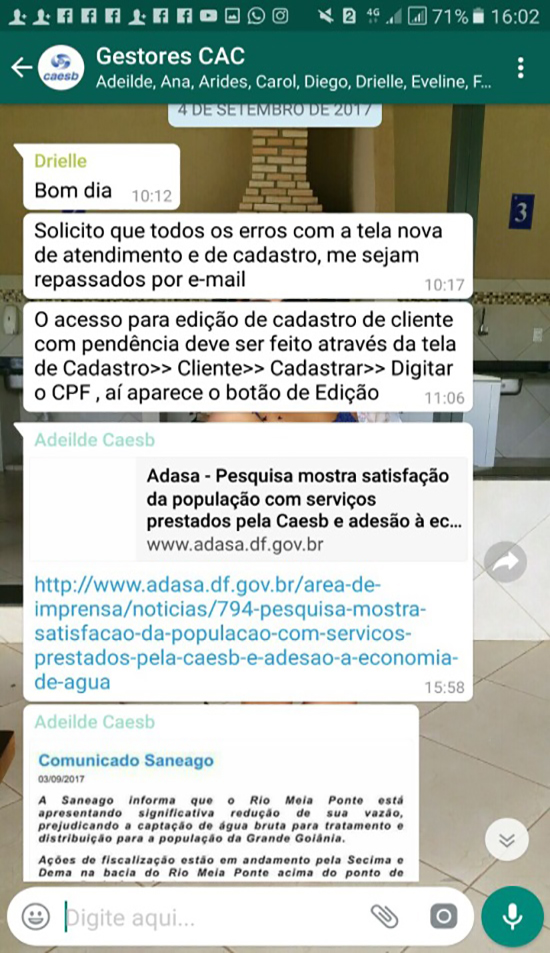 2 4G 71% 16:02
caesb
Gestores CAC
Adeilde, Ana, Arides, Carol, Diego, Drielle, Eveline, F...
4 DE SETEMBRO DE 2017
Drielle
Bom dia 10:12
3
Solicito que todos os erros com a tela nova
de atendimento e de cadastro, me sejam
repassados por e-mail 10:17
O acesso para edição de cadastro de cliente
com pendência deve ser feito através da tela
de Cadastro>> Cliente>> Cadastrar>> Digitar
o CPF , aí aparece o botão de Edição 11:06
Adeilde Caesb
Adasa - Pesquisa mostra satisfação
da população com serviços
prestados pela Caesb e adesão à ec...
www.adasa.df.gov.br
http://www.adasa.df.gov.br/area-de-
imprensa/noticias/794-pesquisa-mostra-
satisfacao-da-populacao-com-servicos-
prestados-pela-caesb-e-adesao-a-economia-
de-agua 15:58
Adeilde Caesb
Comunicado Saneago
03/09/2017
A Saneago informa que o Rio Meia Ponte está
apresentando significativa redução de sua vazão,
prejudicando a captação de água bruta para tratamento e
distribuição para a população da Grande Goiânia.
Ações de fiscalização estão em andamento pela Secima e
Dema na bacia do Rio Meia Ponte acima do ponto de
Digite aqui...